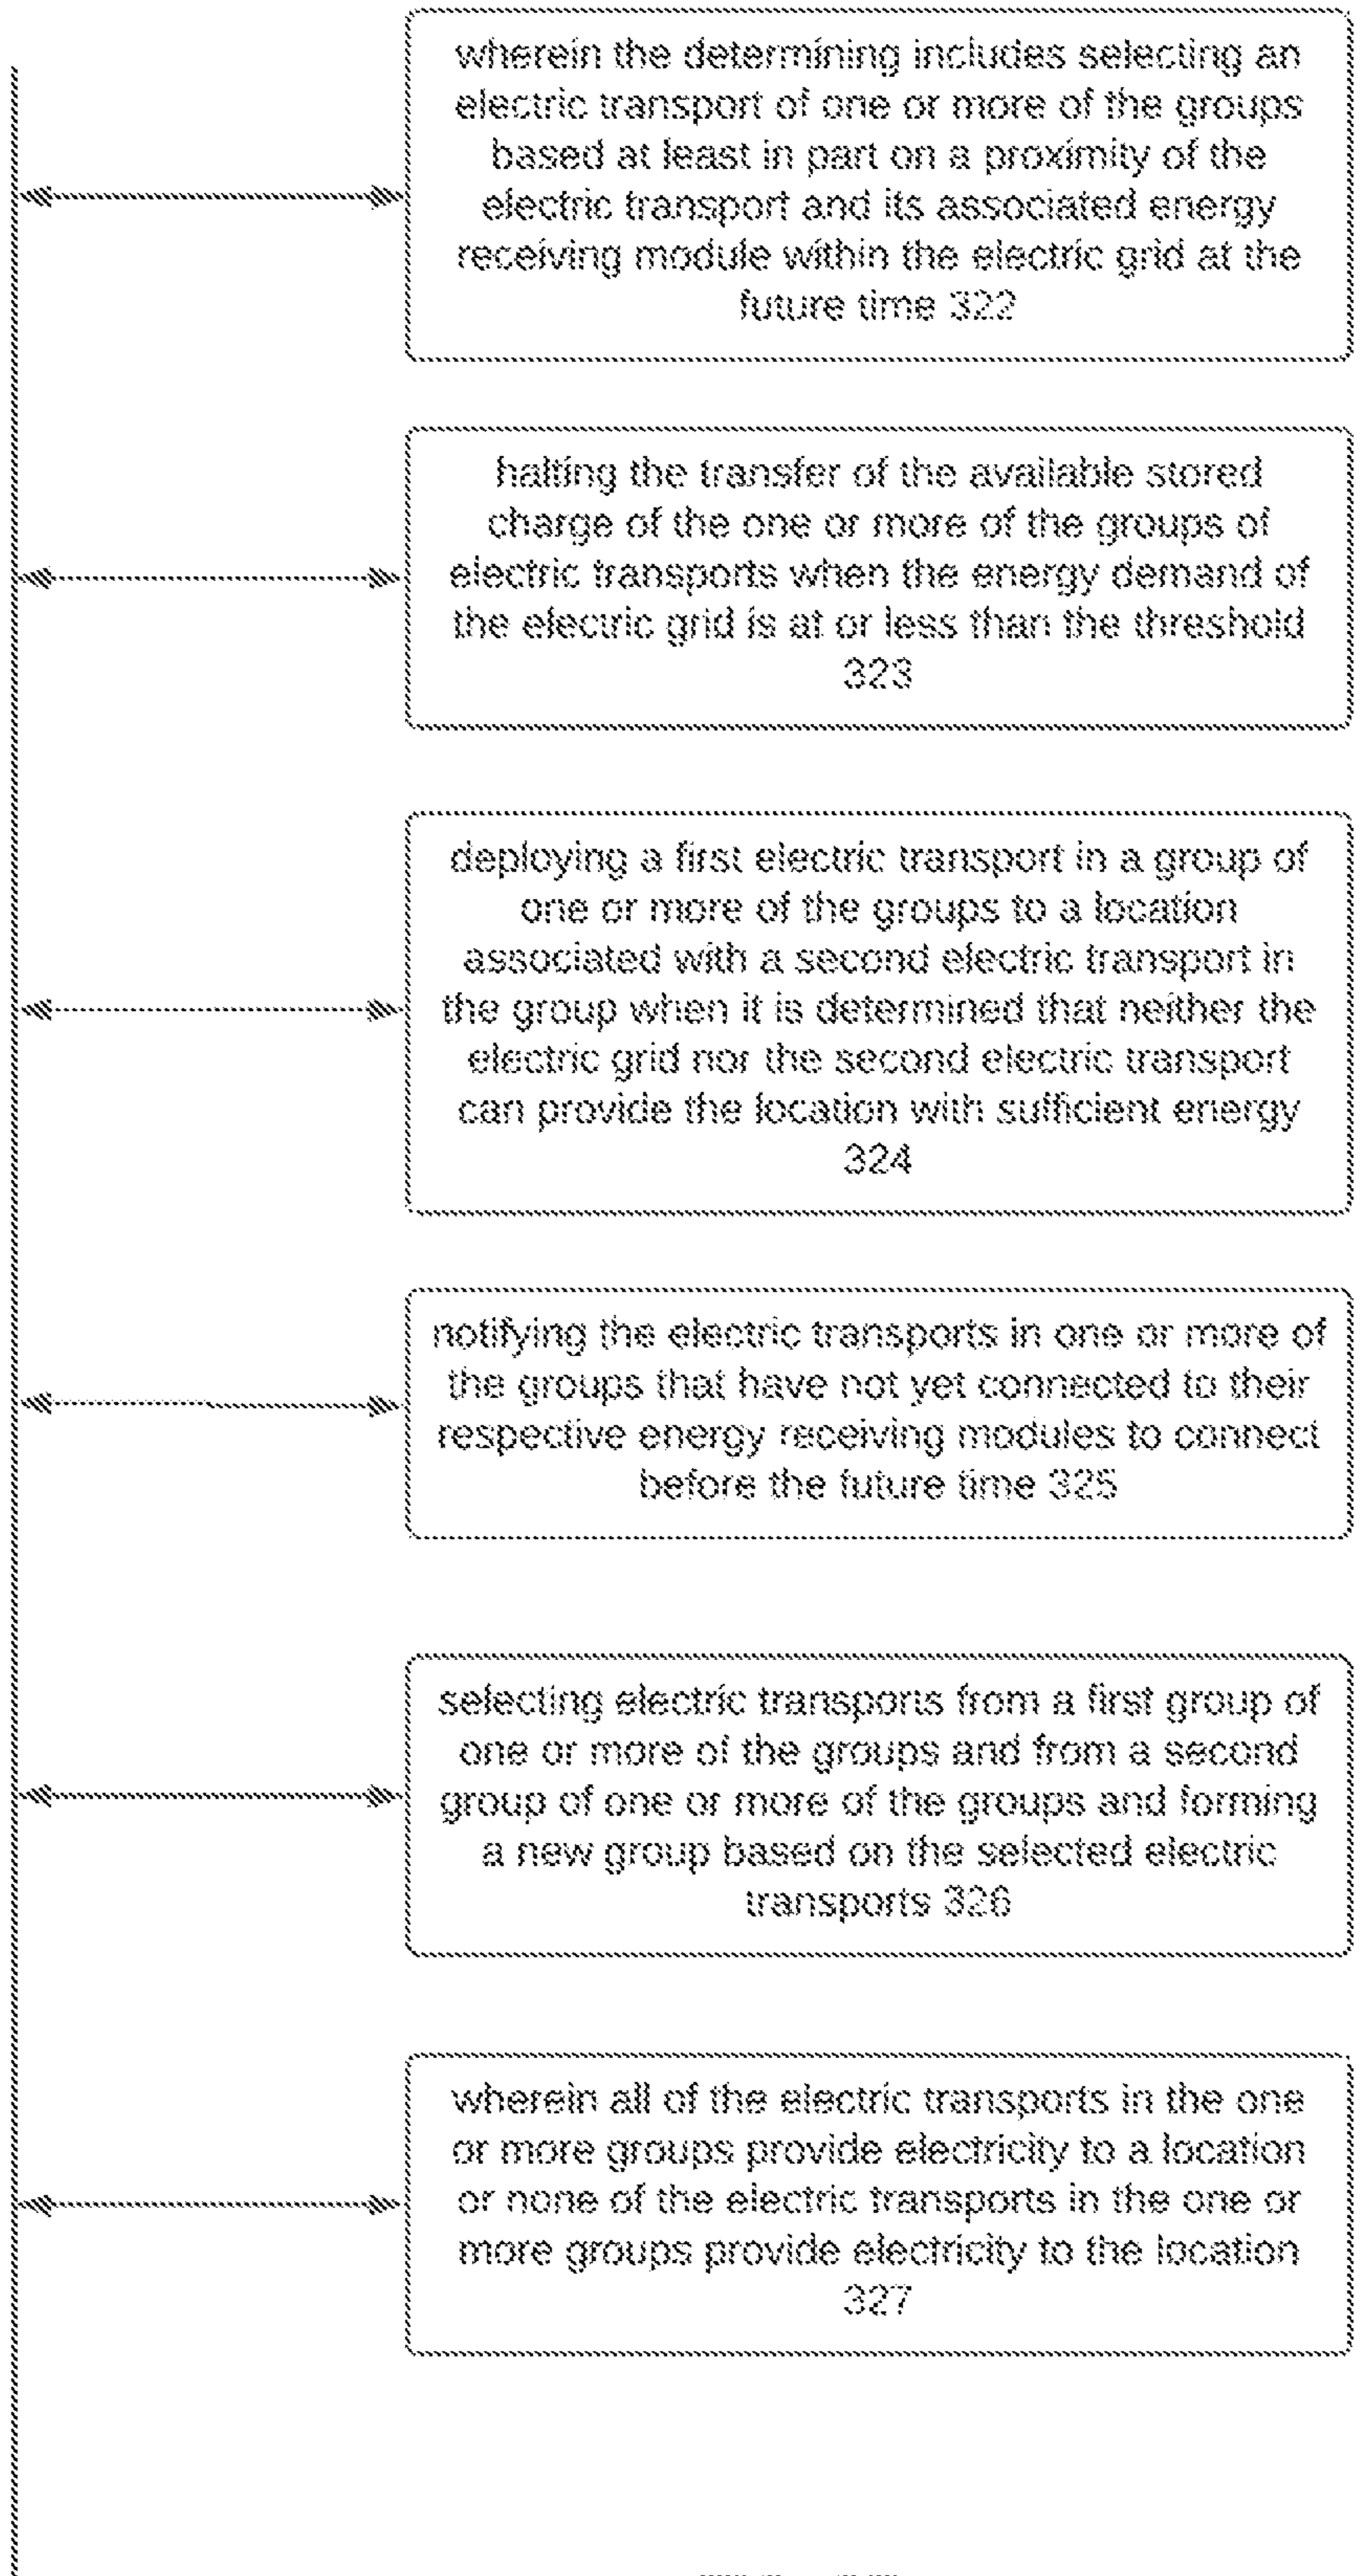 wherein the determining includes selecting an
electric transport of one or more of the groups
based at least in part on a proximity of the
electric transport and its associated energy
receiving module within the electric grid at the
future time 322
halting the transfer of the available stored
charge of the one or more of the groups of
electric transports when the energy demand of
the electric grid is at or less than the threshold
323
deploying a first electric transport in a group of
one or more of the groups to a location
associated with a second electric transport in
the group when it is determined that neither the
electric grid nor the second electric transport
can provide the location with sufficient energy
324
notifying the electric transports in one or more of
the groups that have not yet connected to their
respective energy receiving modules to connect
before the future time 325
selecting electric transports from a first group of
one or more of the groups and from a second
group of one or more of the groups and forming
a new group based on the selected electric
transports 326
wherein all of the electric transports in the one
or more groups provide electricity to a location
or none of the electric transports in the one or
more groups provide electricity to the location
327